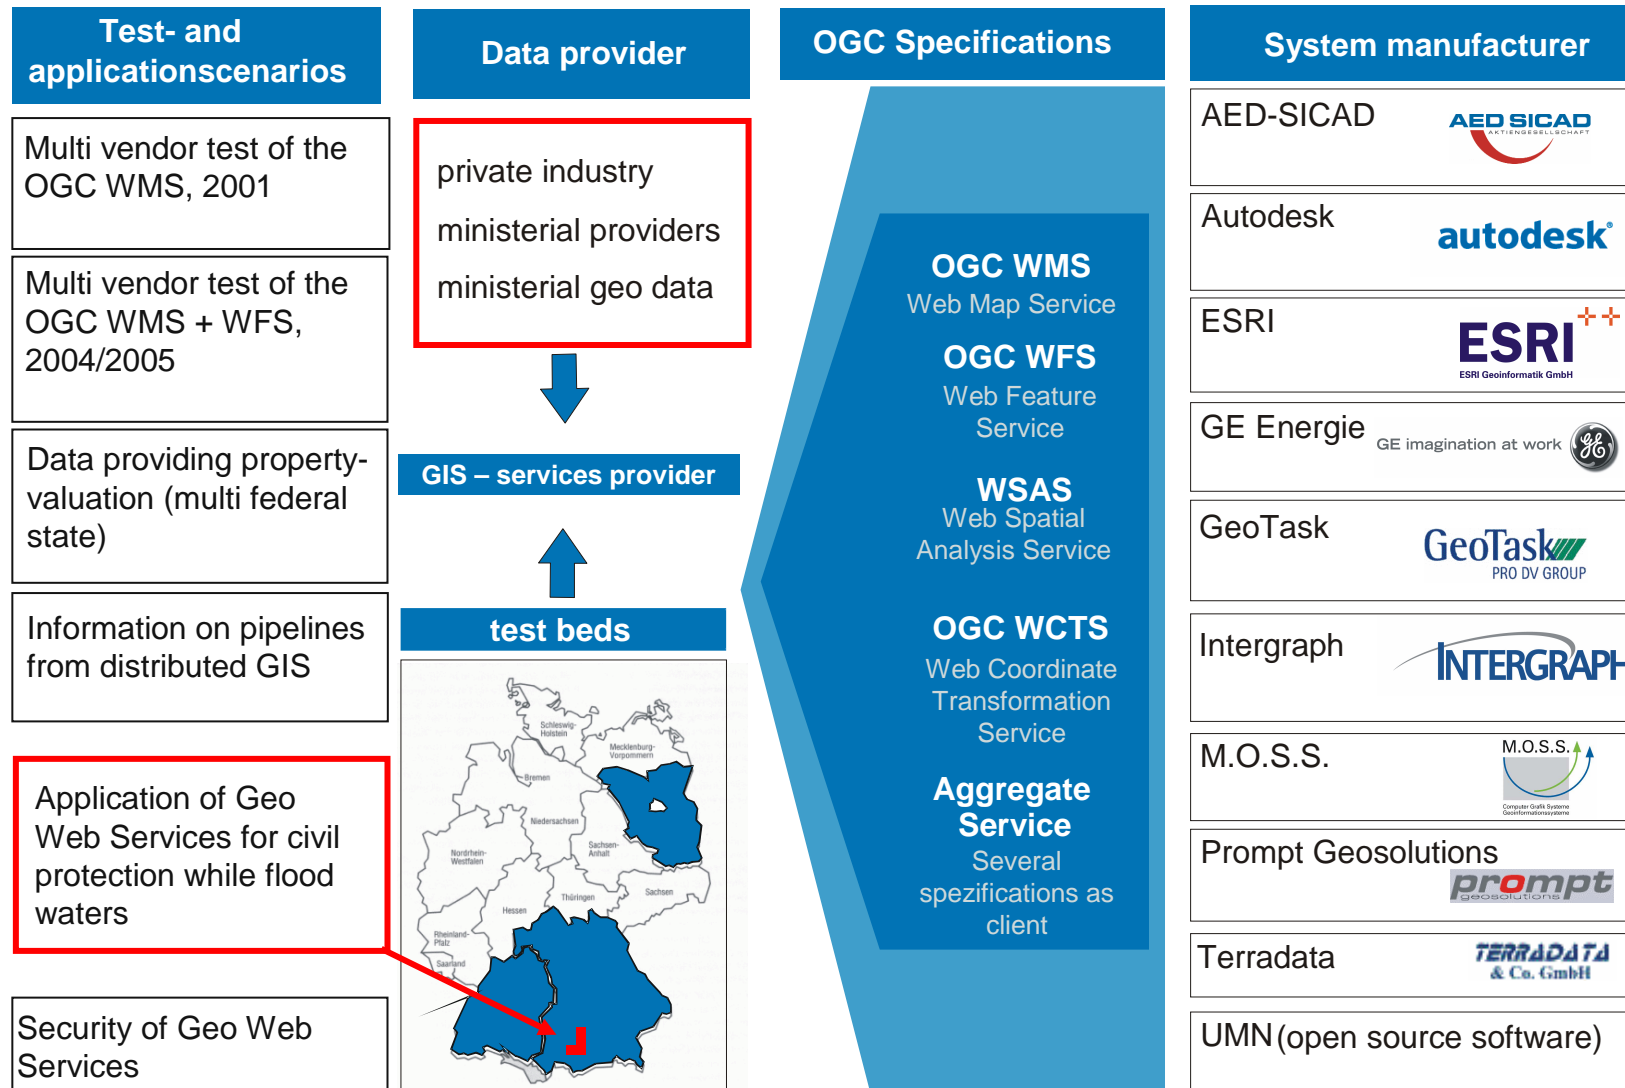 Test- and
applicationscenarios
Multi vendor test of the
OGC WMS, 2001
Multi vendor test of the
OGC WMS + WFS,
2004/2005
Data providing property-
valuation (multi federal
state)
Information on pipelines
from distributed GIS
Application of Geo
Web Services for civil
protection while flood
waters
Security of Geo Web
Services
Data provider
private industry
ministerial providers
ministerial geo data
GIS – services provider
test beds
Schleswig-
Holstein
Mecklenburg-
Vorpommern
Bremen
Niedersachsen
Sachsen-
Anhalt
Nordrhein-
Westfalen
Sachsen
Thüringen
Hessen
Rheinland-
Pfalz
Saarland
OGC Specifications
OGC WMS
Web Map Service
OGC WFS
Web Feature
Service
WSAS
Web Spatial
Analysis Service
OGC WCTS
Web Coordinate
Transformation
Service
Aggregate
Service
Several
spezifications as
client
System manufacturer
AED-SICAD
AED SICAD
AKTIENGESELLSCHAFT
Autodesk
autodesk®
ESRI
ESRI
ESRI Geoinformatik GmbH
GE Energie
GE imagination at work
GE
GeoTask
GeoTask
PRO DV GROUP
Intergraph
INTERGRAPH
M.O.S.S.
M.O.S.S.
Computer Grafik Systeme
Geoinformationssysteme
Prompt Geosolutions
prompt
geosolutions
Terradata
TERRADATA
& Co. GmbH
UMN (open source software)